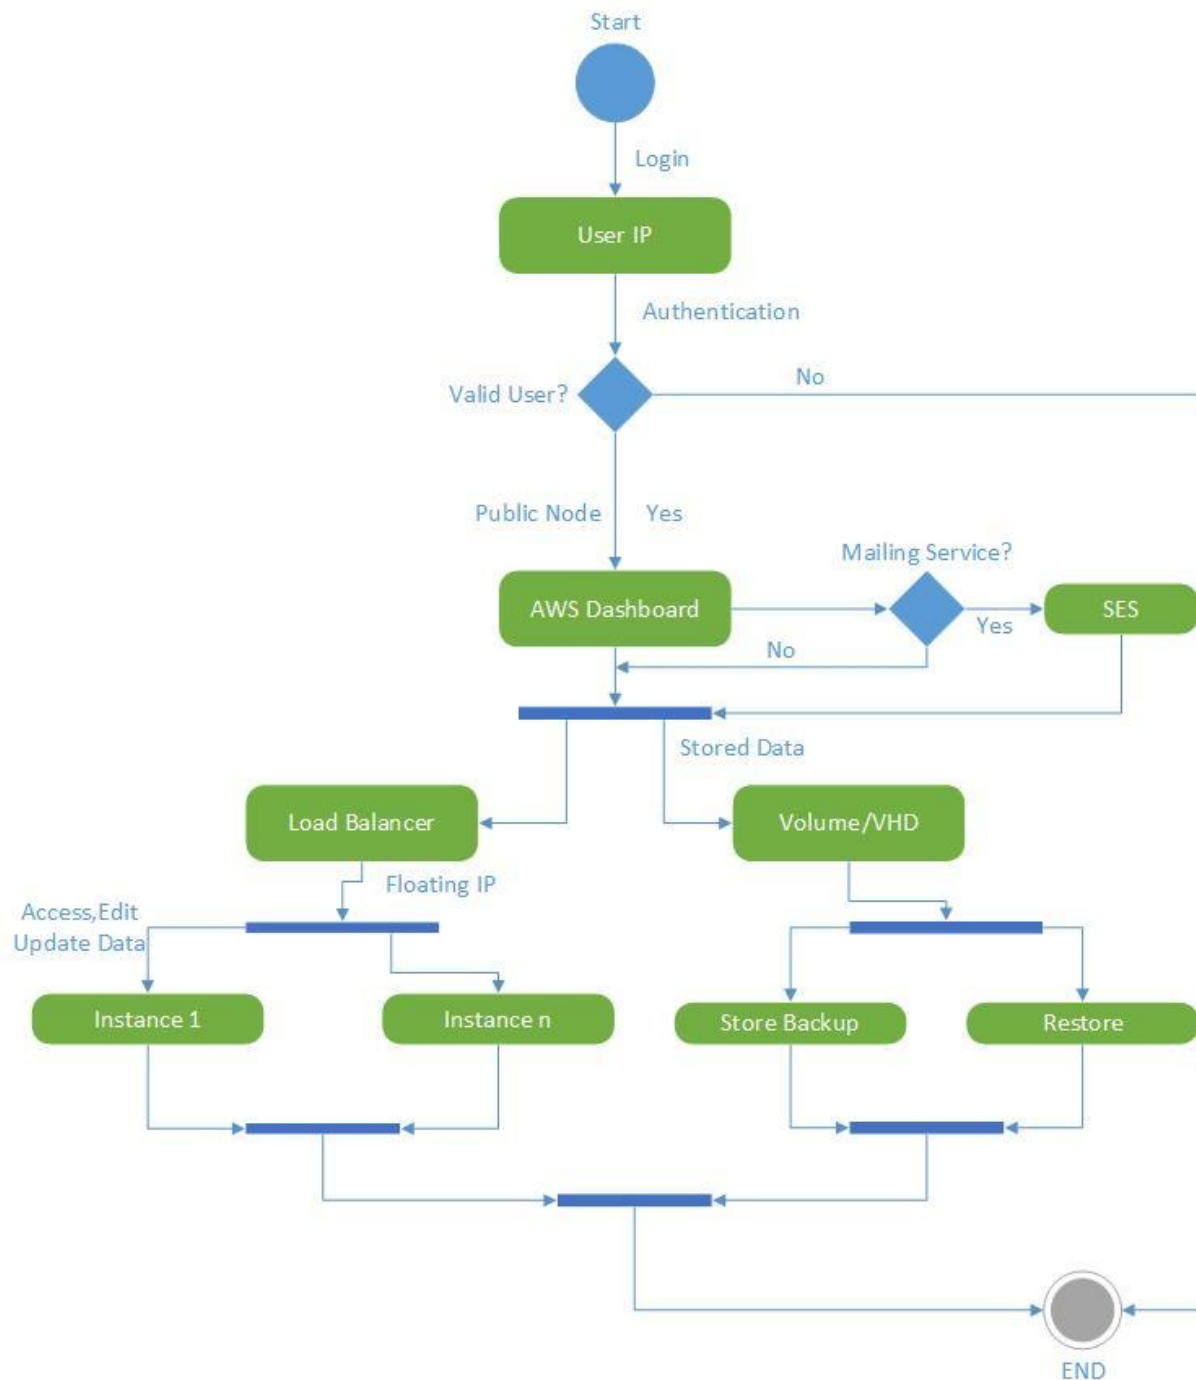 Start
Login
User IP
Authentication
Valid User?
No
Public Node
Yes
Mailing Service?
AWS Dashboard
SES
Yes
No
Stored Data
Load Balancer
Volume/VHD
Floating IP
Access,Edit
Update Data
Instance 1
Instance n
Store Backup
Restore
END